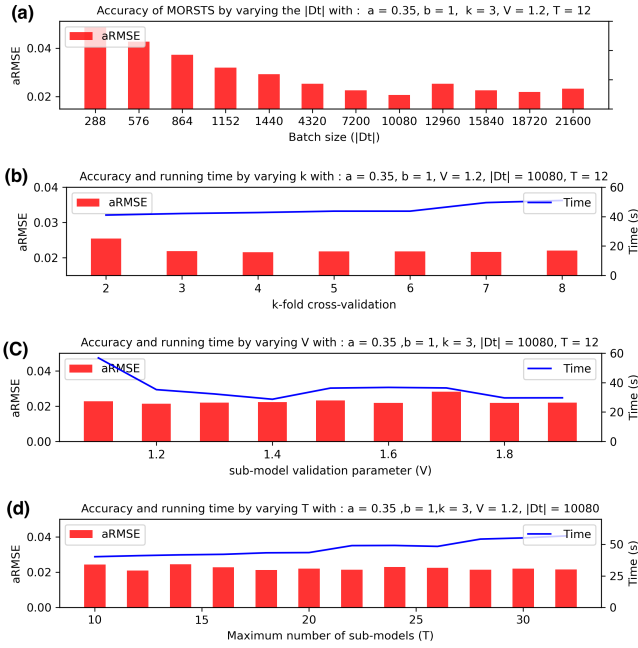 (a)
Accuracy of MORSTS by varying the |Dt| with : a = 0.35, b = 1, k = 3, V = 1.2, T = 12
aRMSE
0.04
0.02
aRMSE
288 576 864 1152 1440 4320 7200 10080 12960 15840 18720 21600
Batch size (|Dt|)
(b)
Accuracy and running time by varying k with : a = 0.35, b = 1, V = 1.2, |Dt| = 10080, T = 12
aRMSE
0.04
0.03
0.02
aRMSE
Time
60
40
20
0
Time (s)
2 3 4 5 6 7 8
k-fold cross-validation
(C)
Accuracy and running time by varying V with : a = 0.35 ,b = 1, k = 3, |Dt| = 10080, T = 12
aRMSE
0.04
0.02
0.00
aRMSE
Time
60
40
20
0
Time (s)
1.2 1.4 1.6 1.8
sub-model validation parameter (V)
(d)
Accuracy and running time by varying T with : a = 0.35 ,b = 1,k = 3, V = 1.2, |Dt| = 10080
aRMSE
0.04
0.02
0.00
aRMSE
Time
50
25
0
Time (s)
10 15 20 25 30
Maximum number of sub-models (T)